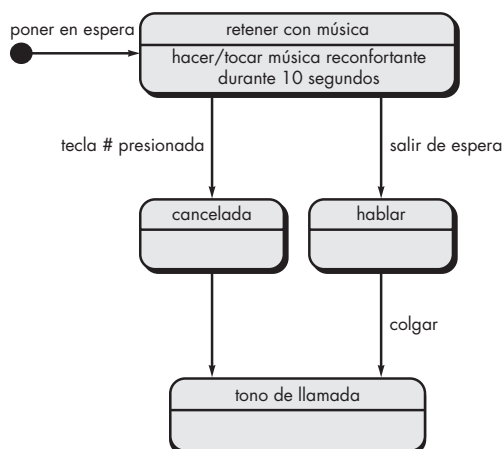 poner en espera
retener con música
hacer/tocar música reconfortante
durante 10 segundos
tecla # presionada
salir de espera
cancelada
hablar
colgar
tono de llamada